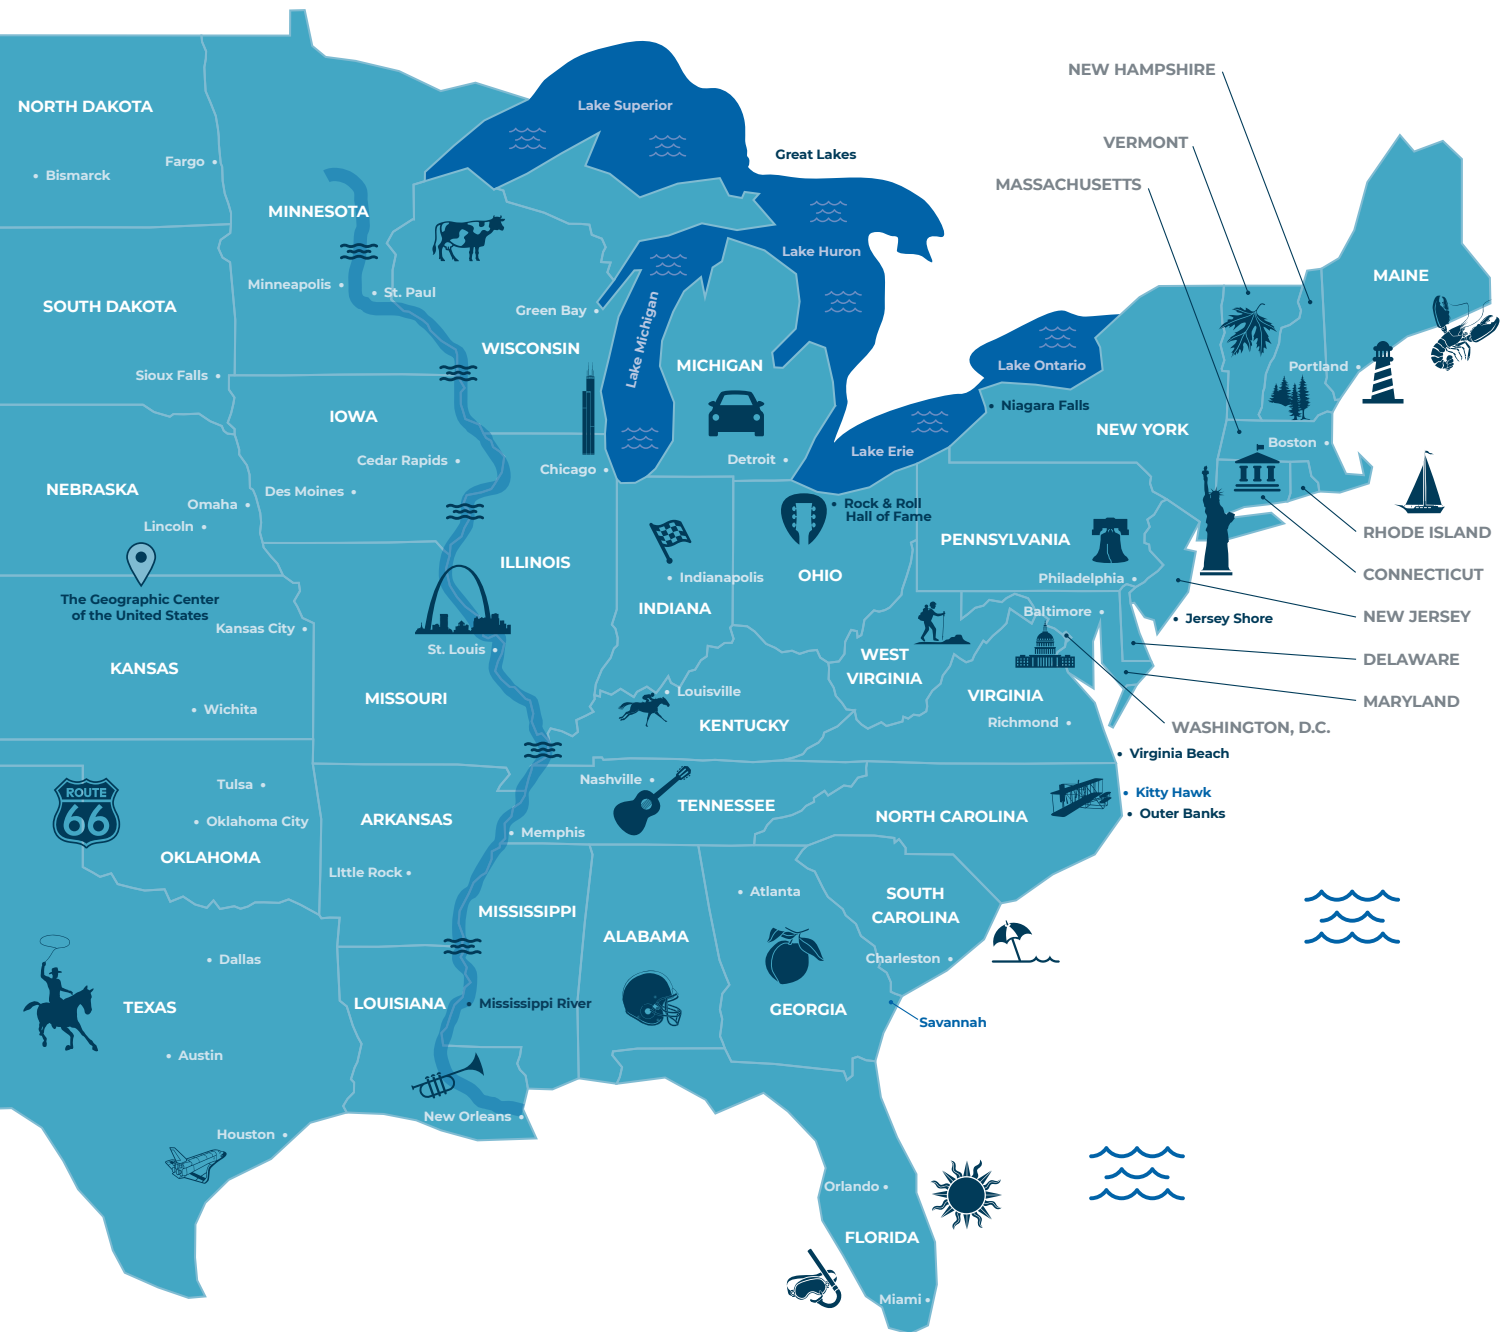 NEW HAMPSHIRE
NORTH DAKOTA
Lake Superior
VERMONT
Great Lakes
Fargo
Bismarck
MASSACHUSETTS
MINNESOTA
Lake Huron
MAINE
Minneapolis
St. Paul
SOUTH DAKOTA
Green Bay
WISCONSIN
Lake Michigan
MICHIGAN
Lake Ontario
Portland
Sioux Falls
Niagara Falls
IOWA
NEW YORK
Boston
Lake Erie
Cedar Rapids
Detroit
Chicago
NEBRASKA
Des Moines
Omaha
Rock & Roll
Hall of Fame
Lincoln
RHODE ISLAND
PENNSYLVANIA
ILLINOIS
CONNECTICUT
OHIO
Indianapolis
Philadelphia
The Geographic Center
of the United States
INDIANA
Baltimore
NEW JERSEY
Jersey Shore
Kansas City
St. Louis
WEST
VIRGINIA
DELAWARE
KANSAS
Louisville
VIRGINIA
MISSOURI
MARYLAND
Wichita
Richmond
KENTUCKY
WASHINGTON, D.C.
Virginia Beach
Nashville
Tulsa
ROUTE
66
Kitty Hawk
TENNESSEE
Outer Banks
NORTH CAROLINA
ARKANSAS
Oklahoma City
Memphis
OKLAHOMA
LIttle Rock
Atlanta
SOUTH
CAROLINA
MISSISSIPPI
ALABAMA
Dallas
Charleston
LOUISIANA
Mississippi River
TEXAS
GEORGIA
Savannah
Austin
New Orleans
Houston
Orlando
FLORIDA
Miami